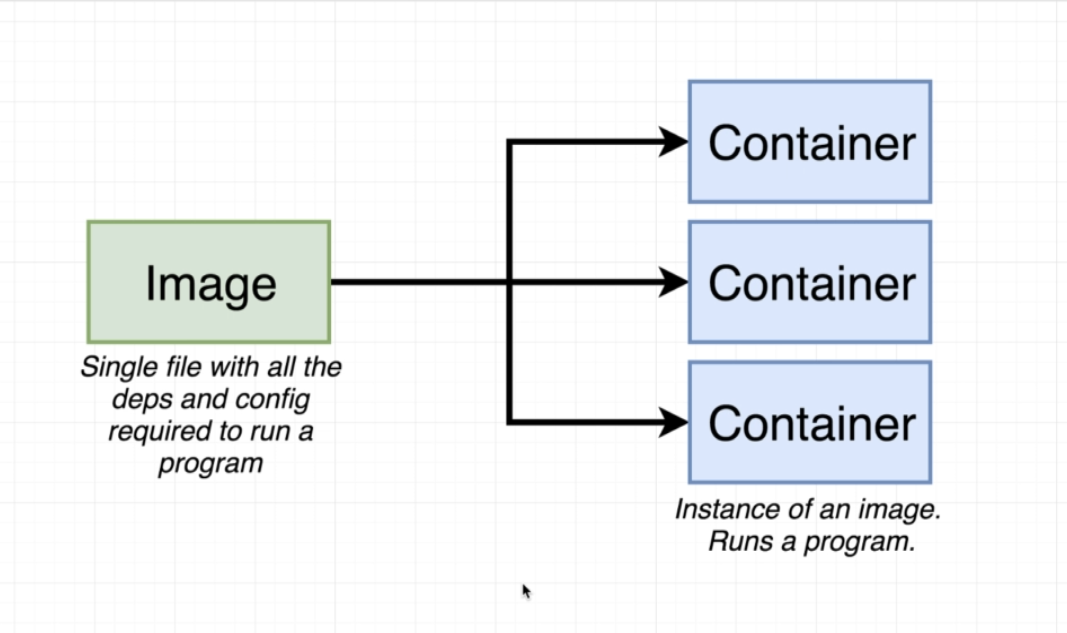 Image
Single file with all the
deps and config
required to run a
program
Container
Container
Container
Instance of an image.
Runs a program.